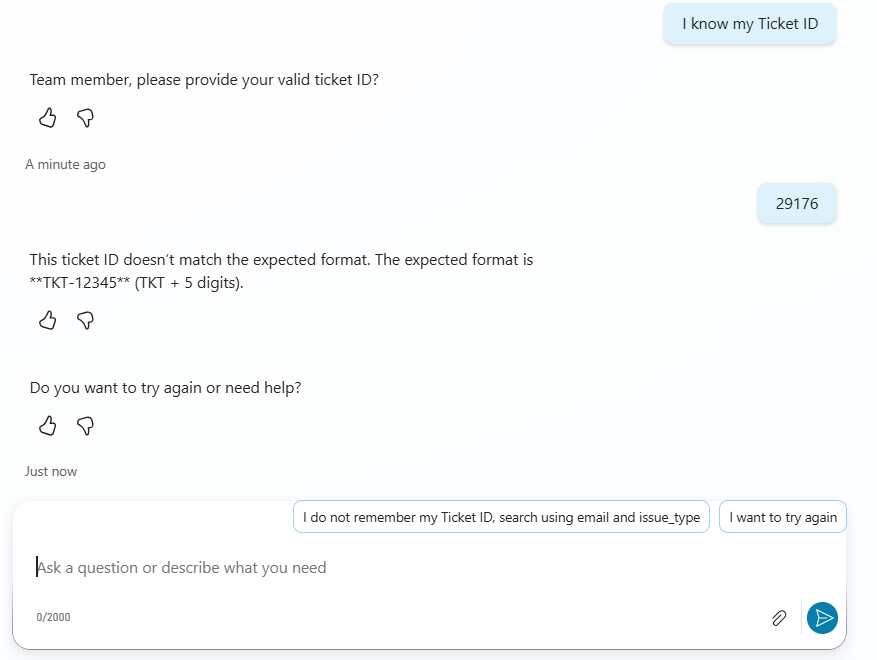 I know my Ticket ID
Team member, please provide your valid ticket ID?
A minute ago
29176
This ticket ID doesn't match the expected format. The expected format is
**TKT-12345** (TKT + 5 digits).
Do you want to try again or need help?
Just now
I do not remember my Ticket ID, search using email and issue_type
I want to try again
Ask a question or describe what you need
0/2000